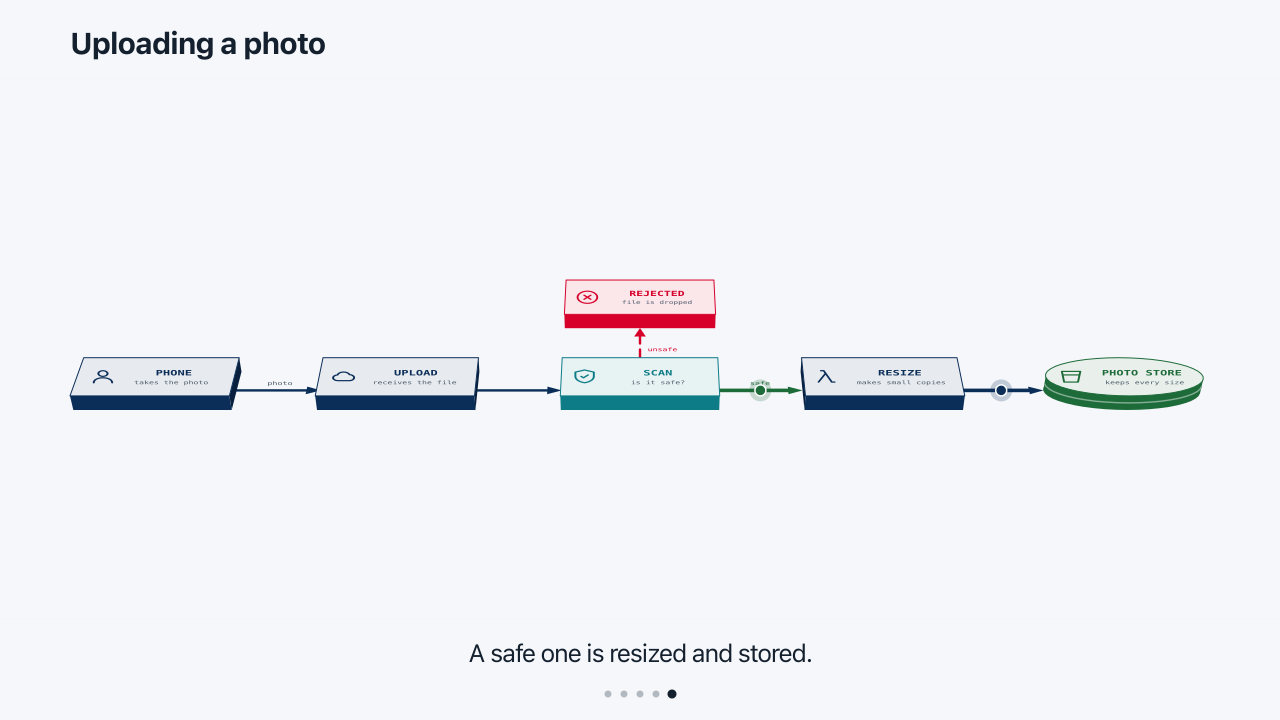 Uploading a photo
REJECTED
file is dropped
unsafe
PHONE
takes the photo
photo
UPLOAD
receives the file
SCAN
is it safe?
safe
RESIZE
makes small copies
PHOTO STORE
keeps every size
A safe one is resized and stored.